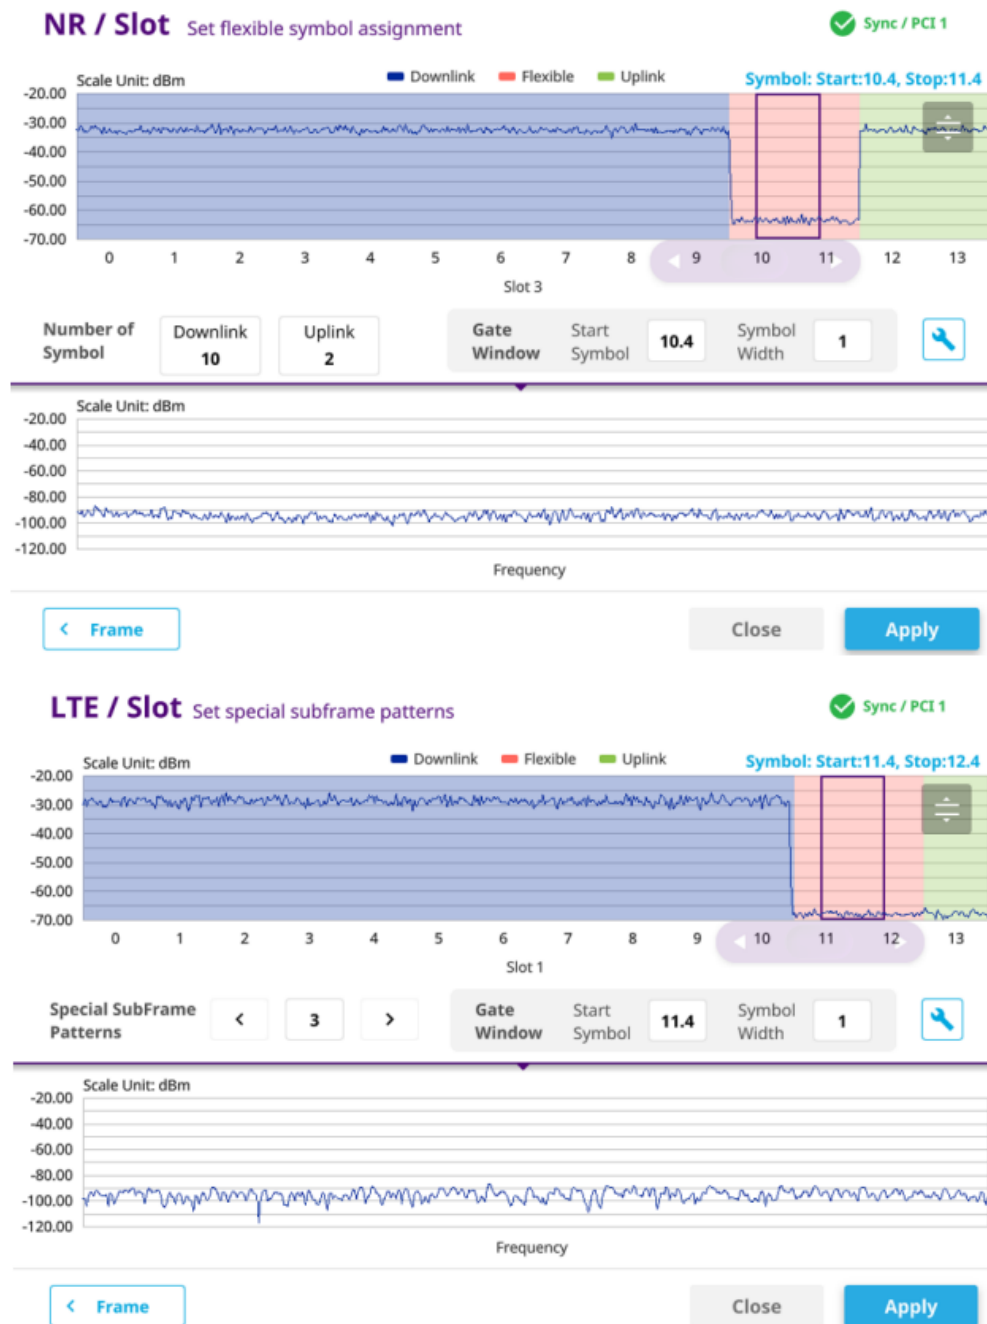 NR / Slot Set flexible symbol assignment
Sync / PCI 1
Scale Unit: dBm
Downlink Flexible Uplink
Symbol: Start:10.4, Stop:11.4
-20.00
-30.00
-40.00
-50.00
-60.00
-70.00
0 1 2 3 4 5 6 7 8 9 10 11 12 13
Slot 3
Number of Symbol
Downlink 10
Uplink 2
Gate Window
Start Symbol 10.4
Symbol Width 1
Scale Unit: dBm
-20.00
-40.00
-60.00
-80.00
-100.00
-120.00
Frequency
< Frame
Close
Apply
LTE / Slot Set special subframe patterns
Sync / PCI 1
Scale Unit: dBm
Downlink Flexible Uplink
Symbol: Start:11.4, Stop:12.4
-20.00
-30.00
-40.00
-50.00
-60.00
-70.00
0 1 2 3 4 5 6 7 8 9 10 11 12 13
Slot 1
Special SubFrame Patterns
< 3 >
Gate Window
Start Symbol 11.4
Symbol Width 1
Scale Unit: dBm
-20.00
-40.00
-60.00
-80.00
-100.00
-120.00
Frequency
< Frame
Close
Apply